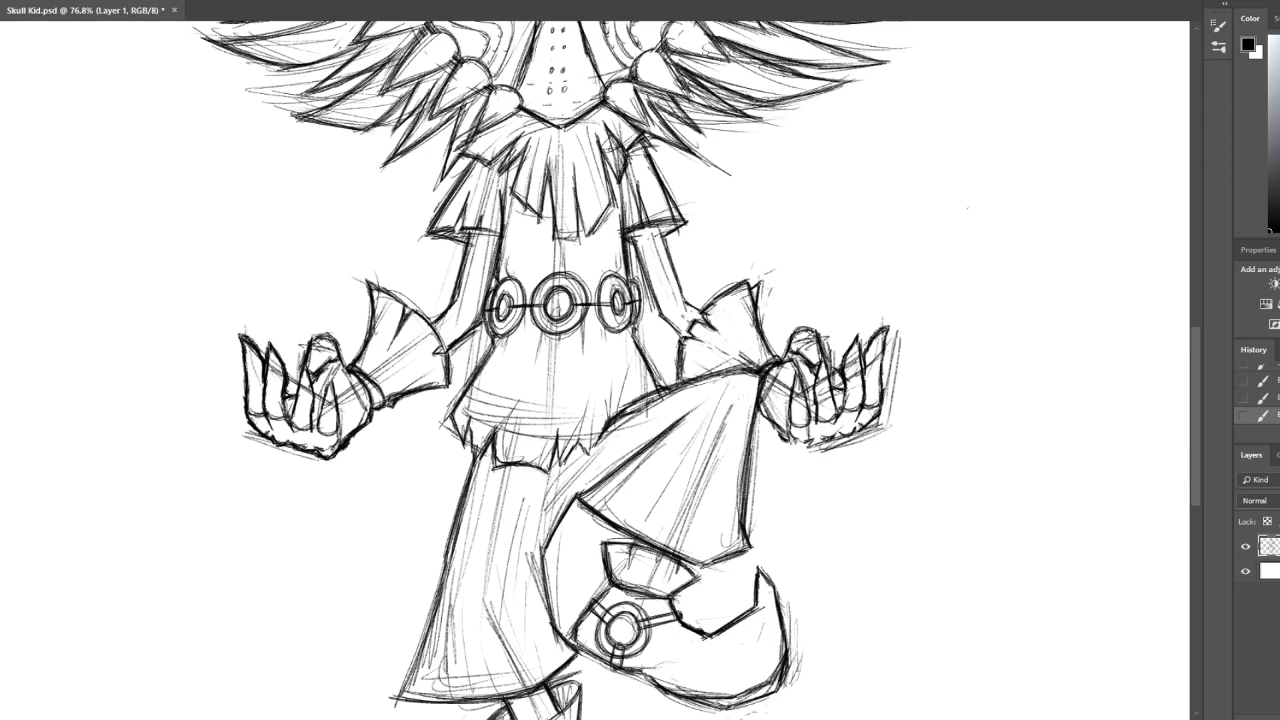 Skull Kid.psd @ 76.8% (Layer 1, RGB/8) * ×
Color
Properties
Add an adj
History
Layers
Kind
Normal
Lock: